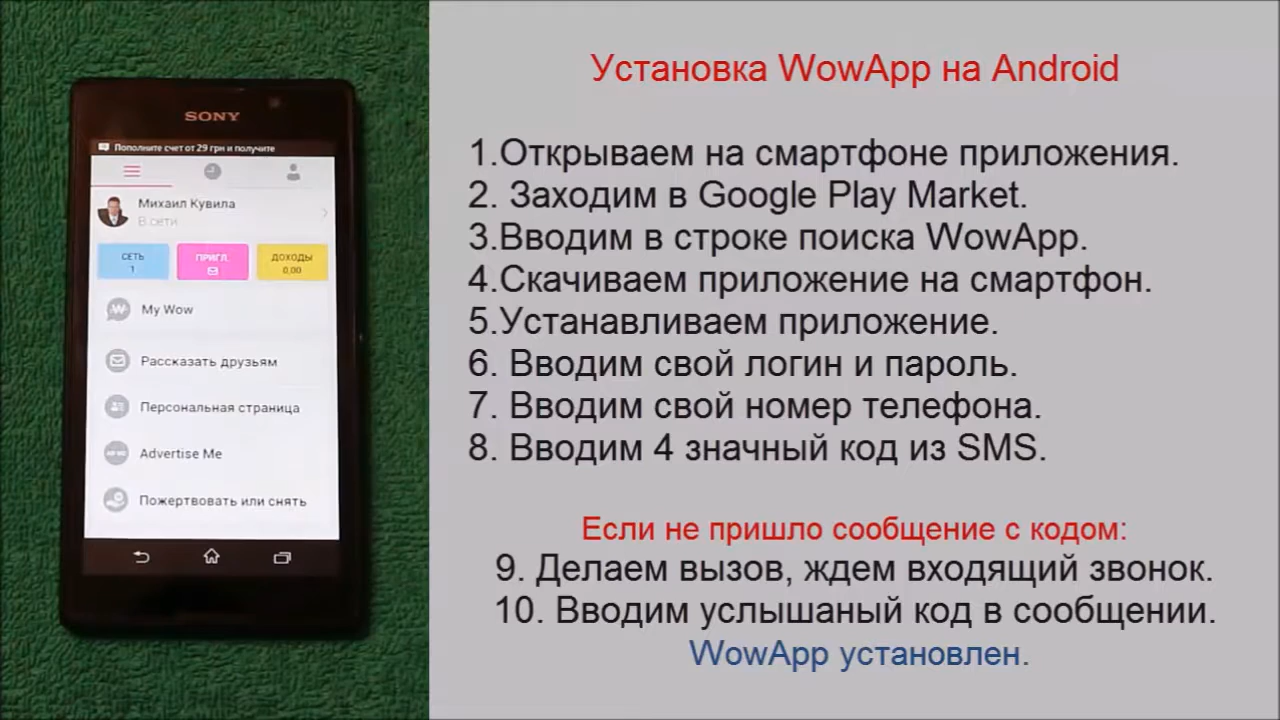 SONY
Пополните счет от 29 грн и получите
Михаил Кувила
В сети
СЕТЬ
1
ПРИГЛ.
ДОХОДЫ
0,00
My Wow
Рассказать друзьям
Персональная страница
Advertise Me
Пожертвовать или снять
Установка WowApp на Android
1.Открываем на смартфоне приложения.
2. Заходим в Google Play Market.
3.Вводим в строке поиска WowApp.
4.Скачиваем приложение на смартфон.
5.Устанавливаем приложение.
6. Вводим свой логин и пароль.
7. Вводим свой номер телефона.
8. Вводим 4 значный код из SMS.
Если не пришло сообщение с кодом:
9. Делаем вызов, ждем входящий звонок.
10. Вводим услышаный код в сообщении.
WowApp установлен.